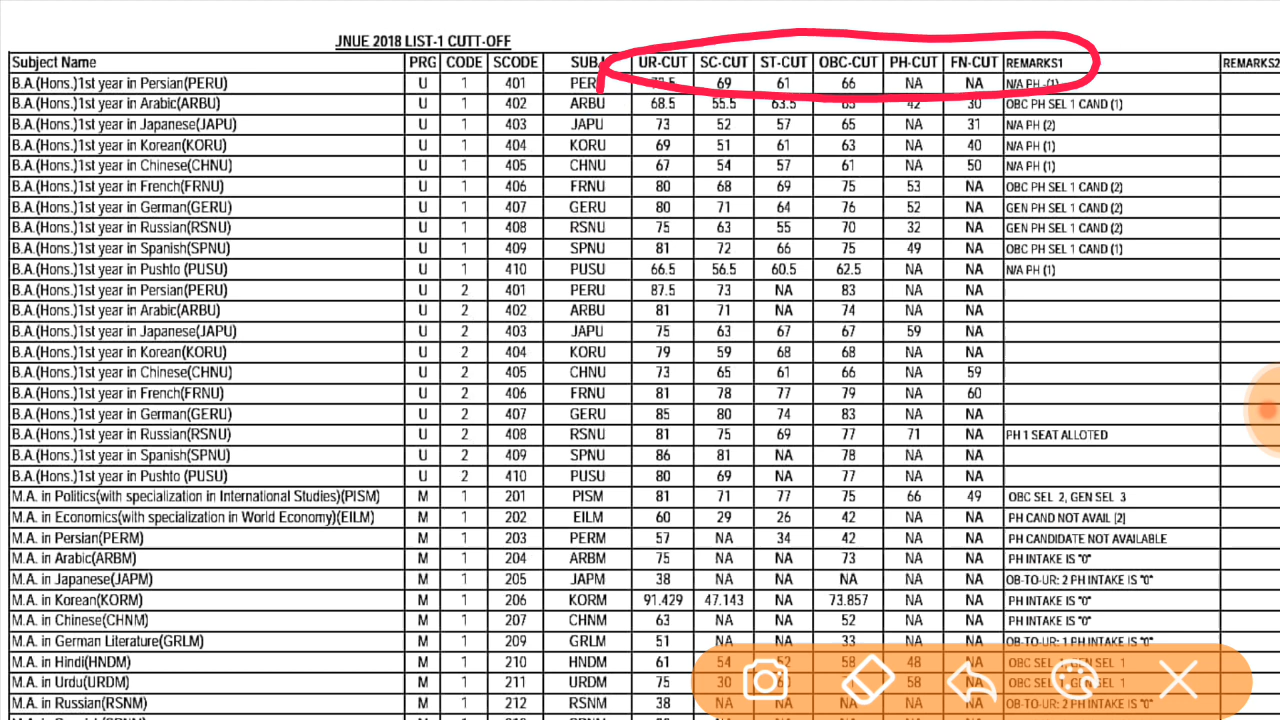 JNUE 2018 LIST-1 CUTT-OFF
Subject Name PRG CODE SCODE SUBJ UR-CUT SC-CUT ST-CUT OBC-CUT PH-CUT FN-CUT REMARKS1 REMARKS2
B.A.(Hons.)1st year in Persian(PERU) U 1 401 PERU 69 61 66 NA NA N/A PH -(1)
B.A.(Hons.)1st year in Arabic(ARBU) U 1 402 ARBU 68.5 55.5 63.5 63 42 30 OBC PH SEL 1 CAND (1)
B.A.(Hons.)1st year in Japanese(JAPU) U 1 403 JAPU 73 52 57 65 NA 31 N/A PH (2)
B.A.(Hons.)1st year in Korean(KORU) U 1 404 KORU 69 51 61 63 NA 40 N/A PH (1)
B.A.(Hons.)1st year in Chinese(CHNU) U 1 405 CHNU 67 54 57 61 NA 50 N/A PH (1)
B.A.(Hons.)1st year in French(FRNU) U 1 406 FRNU 80 68 69 75 53 NA OBC PH SEL 1 CAND (2)
B.A.(Hons.)1st year in German(GERU) U 1 407 GERU 80 71 64 76 52 NA GEN PH SEL 1 CAND (2)
B.A.(Hons.)1st year in Russian(RSNU) U 1 408 RSNU 75 63 55 70 32 NA GEN PH SEL 1 CAND (2)
B.A.(Hons.)1st year in Spanish(SPNU) U 1 409 SPNU 81 72 66 75 49 NA OBC PH SEL 1 CAND (1)
B.A.(Hons.)1st year in Pushto (PUSU) U 1 410 PUSU 66.5 56.5 60.5 62.5 NA NA N/A PH (1)
B.A.(Hons.)1st year in Persian(PERU) U 2 401 PERU 87.5 73 NA 83 NA NA
B.A.(Hons.)1st year in Arabic(ARBU) U 2 402 ARBU 81 71 NA 74 NA NA
B.A.(Hons.)1st year in Japanese(JAPU) U 2 403 JAPU 75 63 67 67 59 NA
B.A.(Hons.)1st year in Korean(KORU) U 2 404 KORU 79 59 68 68 NA NA
B.A.(Hons.)1st year in Chinese(CHNU) U 2 405 CHNU 73 65 61 66 NA 59
B.A.(Hons.)1st year in French(FRNU) U 2 406 FRNU 81 78 77 79 NA 60
B.A.(Hons.)1st year in German(GERU) U 2 407 GERU 85 80 74 83 NA NA
B.A.(Hons.)1st year in Russian(RSNU) U 2 408 RSNU 81 75 69 77 71 NA PH 1 SEAT ALLOTED
B.A.(Hons.)1st year in Spanish(SPNU) U 2 409 SPNU 86 81 NA 78 NA NA
B.A.(Hons.)1st year in Pushto (PUSU) U 2 410 PUSU 80 69 NA 77 NA NA
M.A. in Politics(with specialization in International Studies)(PISM) M 1 201 PISM 81 71 77 75 66 49 OBC SEL 2, GEN SEL 3
M.A. in Economics(with specialization in World Economy)(EILM) M 1 202 EILM 60 29 26 42 NA NA PH CAND NOT AVAIL (2)
M.A. in Persian(PERM) M 1 203 PERM 57 NA 34 42 NA NA PH CANDIDATE NOT AVAILABLE
M.A. in Arabic(ARBM) M 1 204 ARBM 75 NA NA 73 NA NA PH INTAKE IS "0"
M.A. in Japanese(JAPM) M 1 205 JAPM 38 NA NA NA NA NA OB-TO-UR: 2 PH INTAKE IS "0"
M.A. in Korean(KORM) M 1 206 KORM 91.429 47.143 NA 73.857 NA NA PH INTAKE IS "0"
M.A. in Chinese(CHNM) M 1 207 CHNM 63 NA NA 52 NA NA PH INTAKE IS "0"
M.A. in German Literature(GRLM) M 1 209 GRLM 51 NA NA 33 NA NA OB-TO-UR: 1 PH INTAKE IS "0"
M.A. in Hindi(HNDM) M 1 210 HNDM 61 54 52 58 48 NA OBC SEL 1, GEN SEL 1
M.A. in Urdu(URDM) M 1 211 URDM 75 30 58 NA OBC SEL 1, GEN SEL 1
M.A. in Russian(RSNM) M 1 212 RSNM 38 NA NA NA NA NA OB-TO-UR: 2 PH INTAKE IS "0"